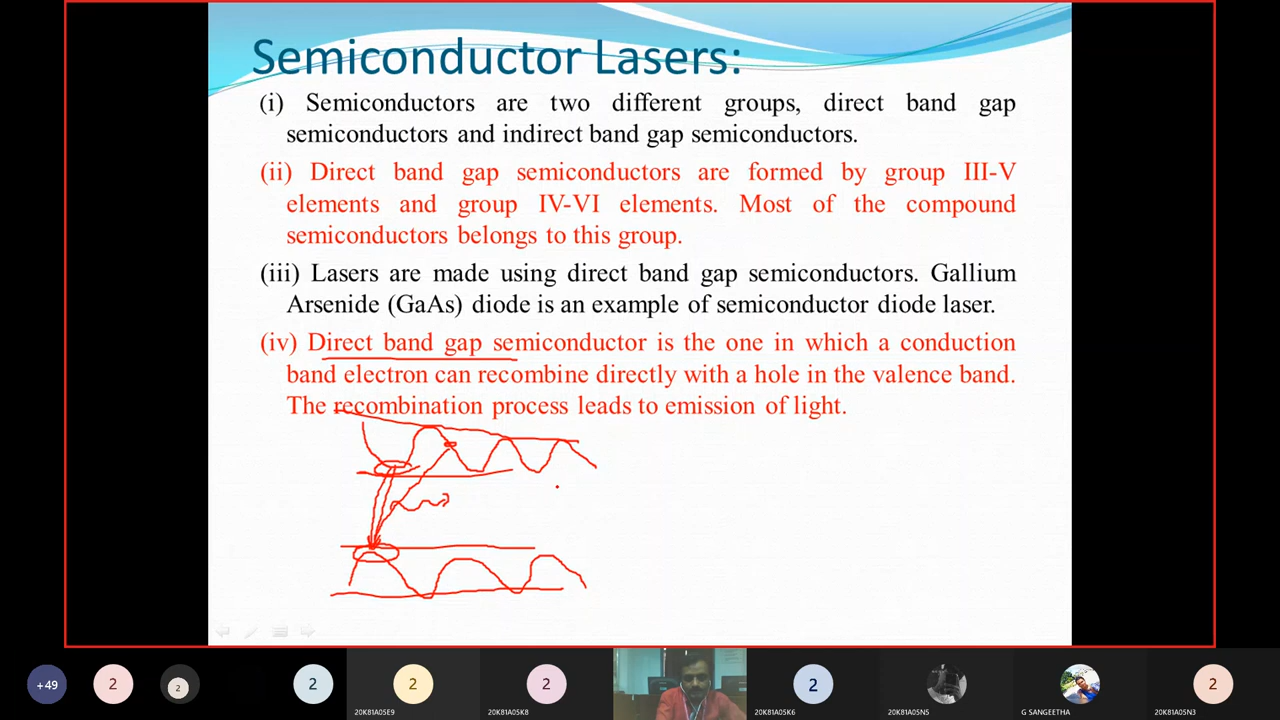 Semiconductor Lasers:
(i) Semiconductors are two different groups, direct band gap
semiconductors and indirect band gap semiconductors.
(ii) Direct band gap semiconductors are formed by group III-V
elements and group IV-VI elements. Most of the compound
semiconductors belongs to this group.
(iii) Lasers are made using direct band gap semiconductors. Gallium
Arsenide (GaAs) diode is an example of semiconductor diode laser.
(iv) Direct band gap semiconductor is the one in which a conduction
band electron can recombine directly with a hole in the valence band.
The recombination process leads to emission of light.
+49 2 2 2 2 2 2 2
20K81A05E9 20K81A05K8 20K81A05K6 20K81A05N5 G SANGEETHA 20K81A05N3